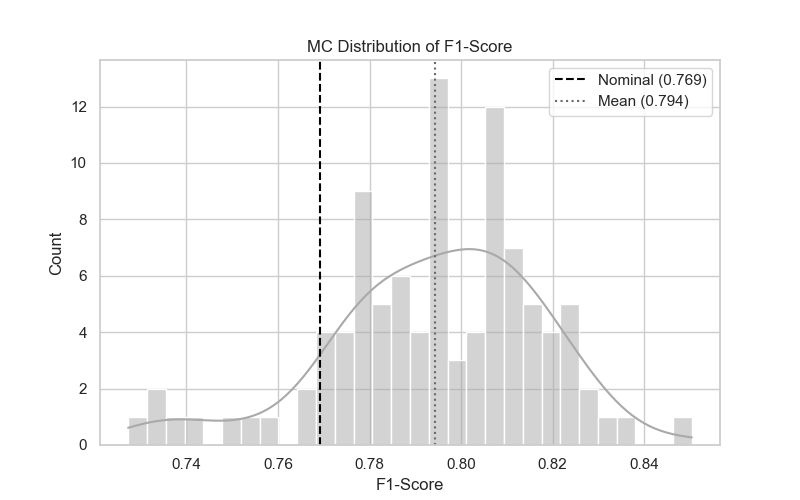 MC Distribution of F1-Score
Nominal (0.769)
Mean (0.794)
Count
12
10
8
6
4
2
0
0.74 0.76 0.78 0.80 0.82 0.84
F1-Score